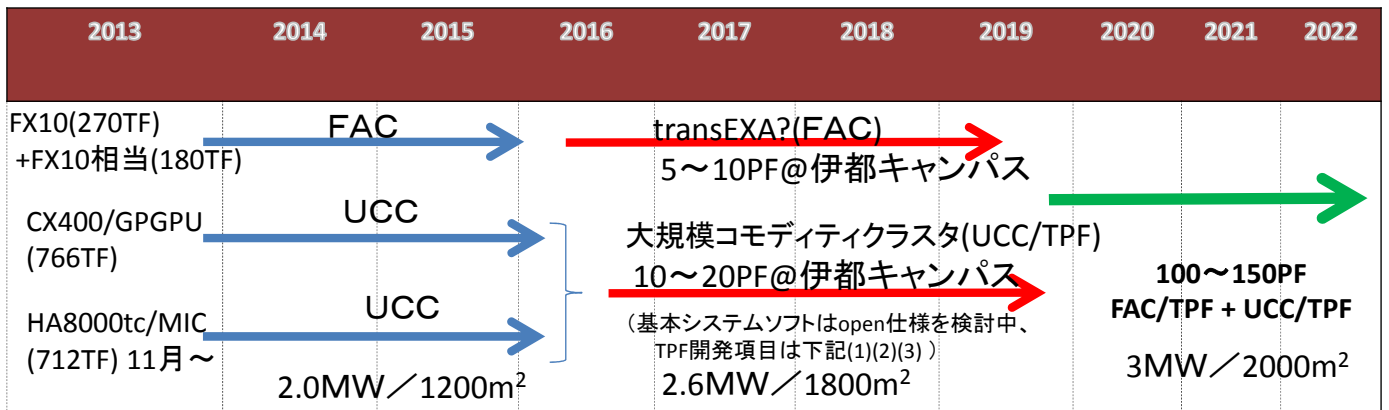 2013 2014 2015 2016 2017 2018 2019 2020 2021 2022
FX10(270TF)
+FX10相当(180TF)
FAC
transEXA?(FAC)
5～10PF@伊都キャンパス
CX400/GPGPU
(766TF)
UCC
大規模コモディティクラスタ(UCC/TPF)
10～20PF@伊都キャンパス
HA8000tc/MIC
(712TF) 11月～
UCC
（基本システムソフトはopen仕様を検討中、
TPF開発項目は下記(1)(2)(3) ）
100～150PF
FAC/TPF + UCC/TPF
2.0MW／1200m²
2.6MW／1800m²
3MW／2000m²